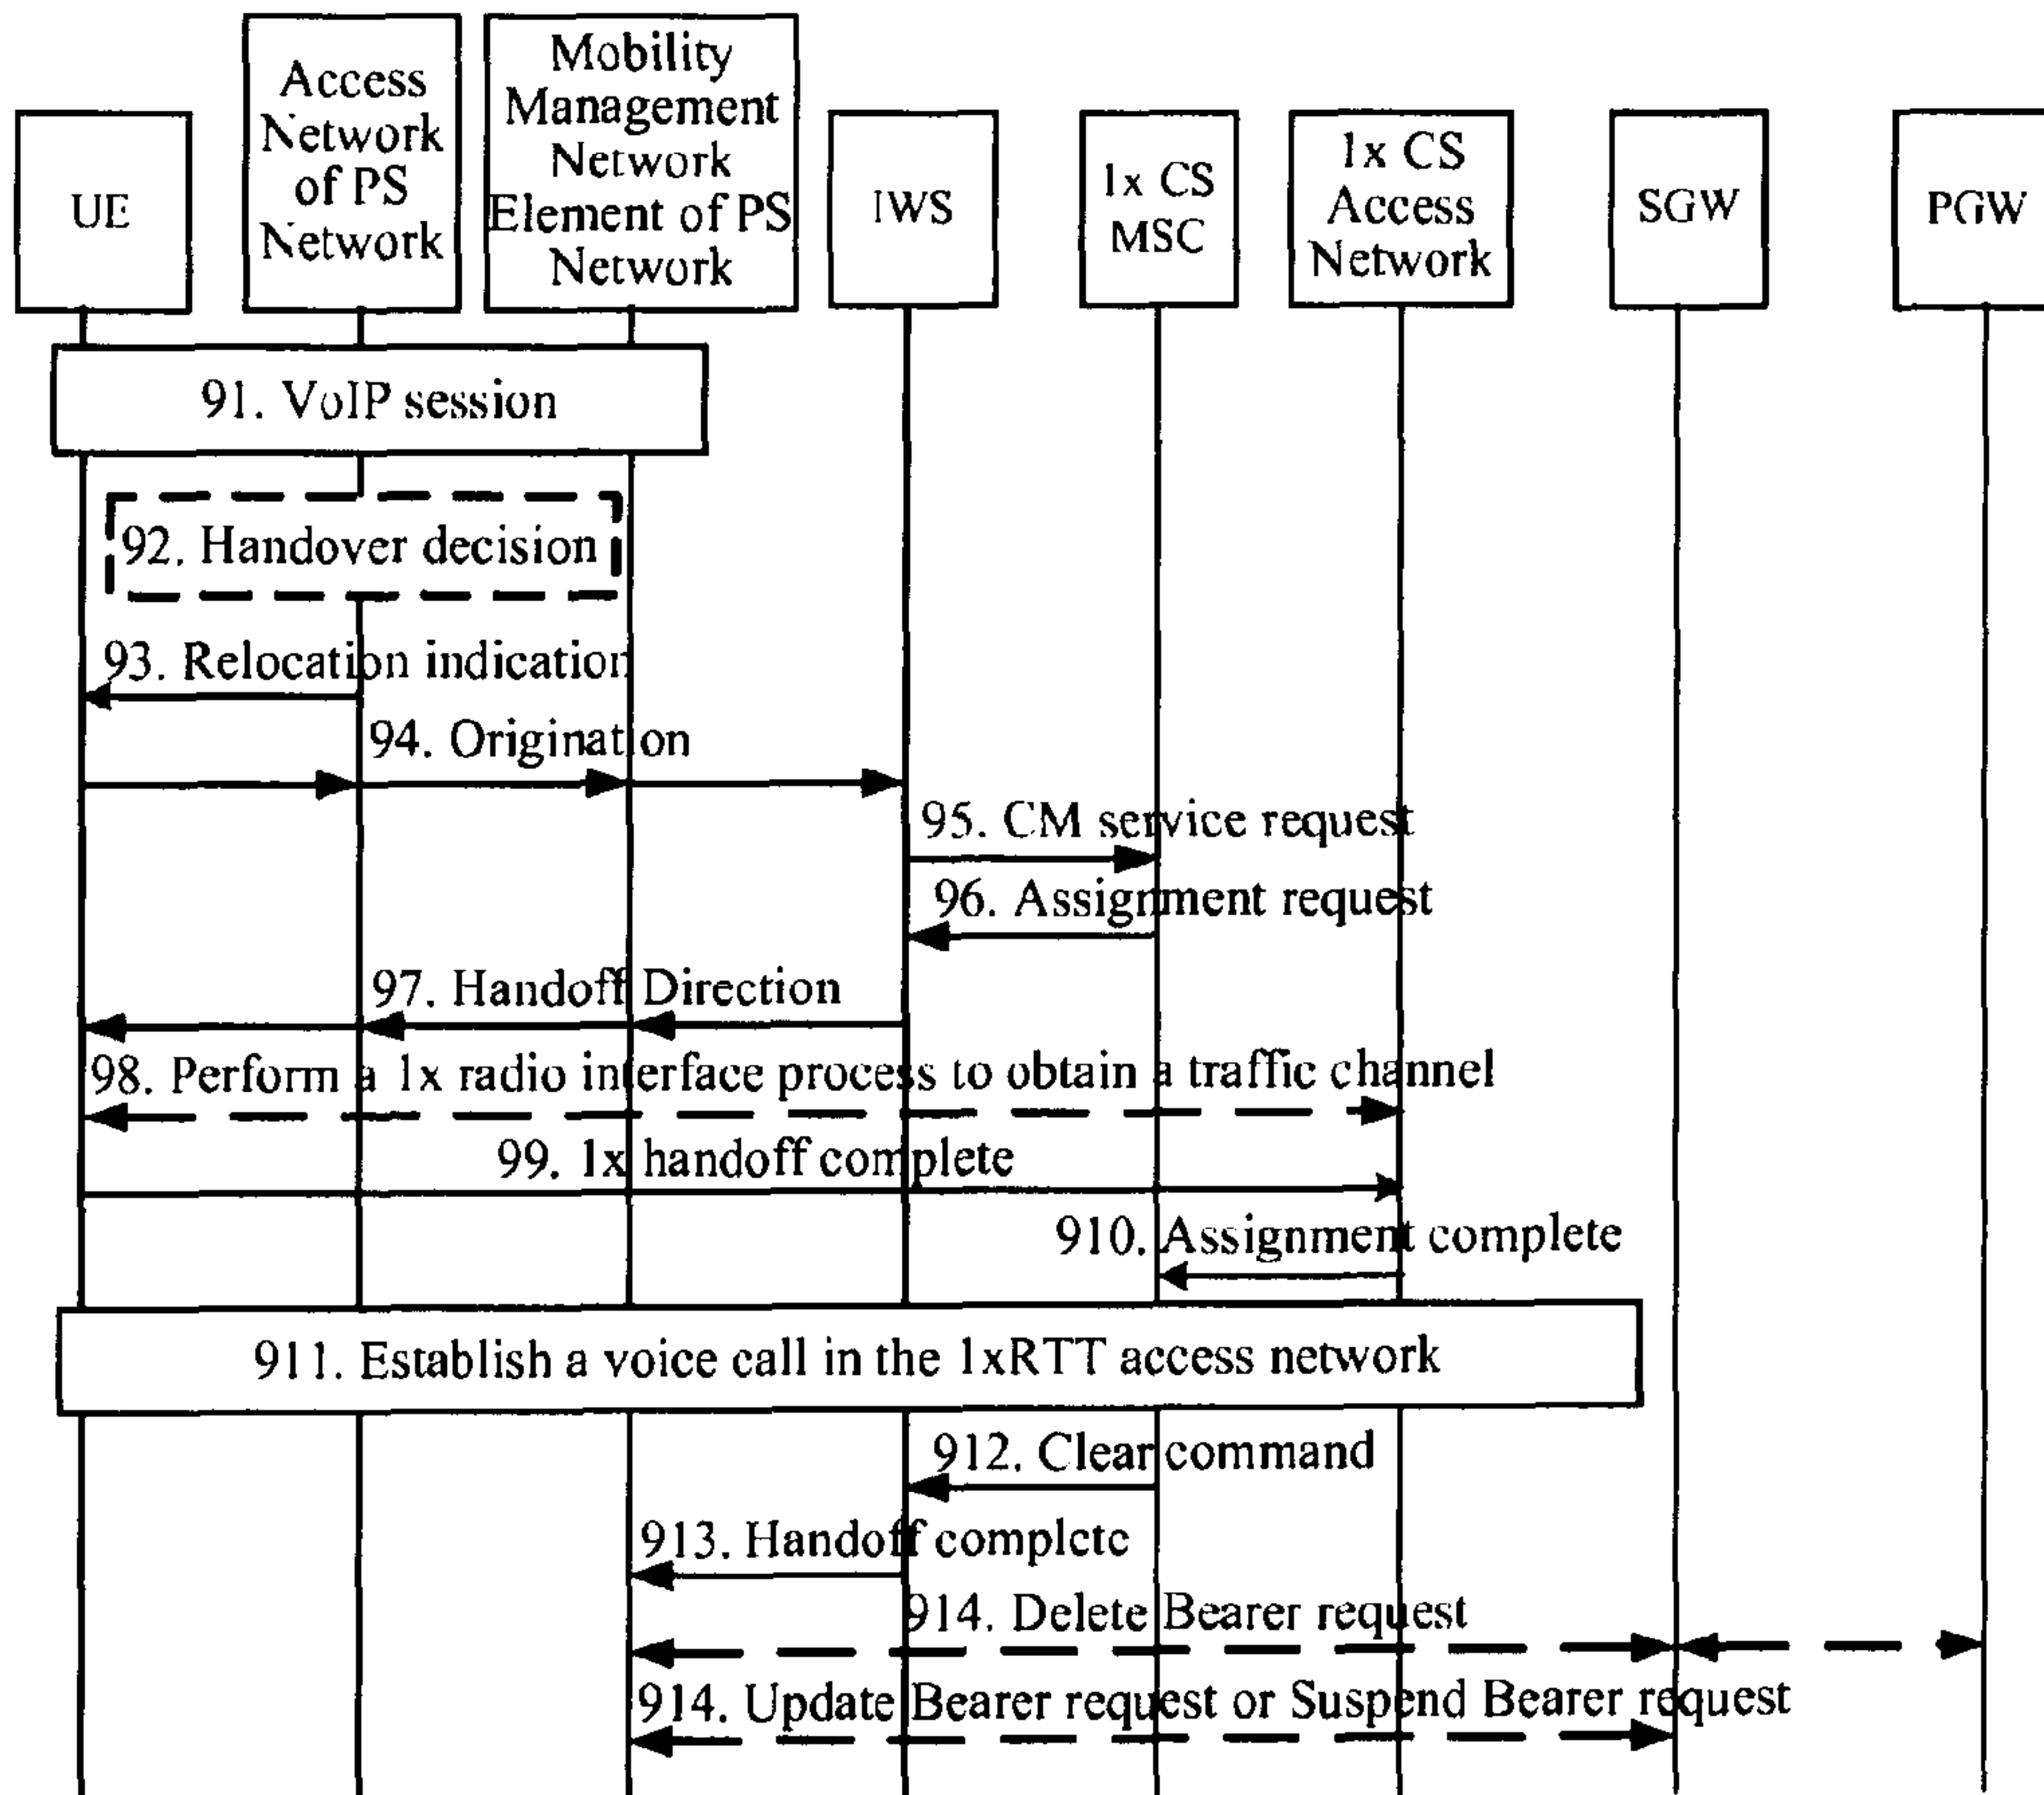 UE
Access
Network
of PS
Network
Mobility
Management
Network
Element of PS
Network
IWS
1x CS
MSC
1x CS
Access
Network
SGW
PGW
91. VoIP session
92. Handover decision
93. Relocation indication
94. Origination
95. CM service request
96. Assignment request
97. Handoff Direction
98. Perform a 1x radio interface process to obtain a traffic channel
99. 1x handoff complete
910. Assignment complete
911. Establish a voice call in the 1xRTT access network
912. Clear command
913. Handoff complete
914. Delete Bearer request
914. Update Bearer request or Suspend Bearer request